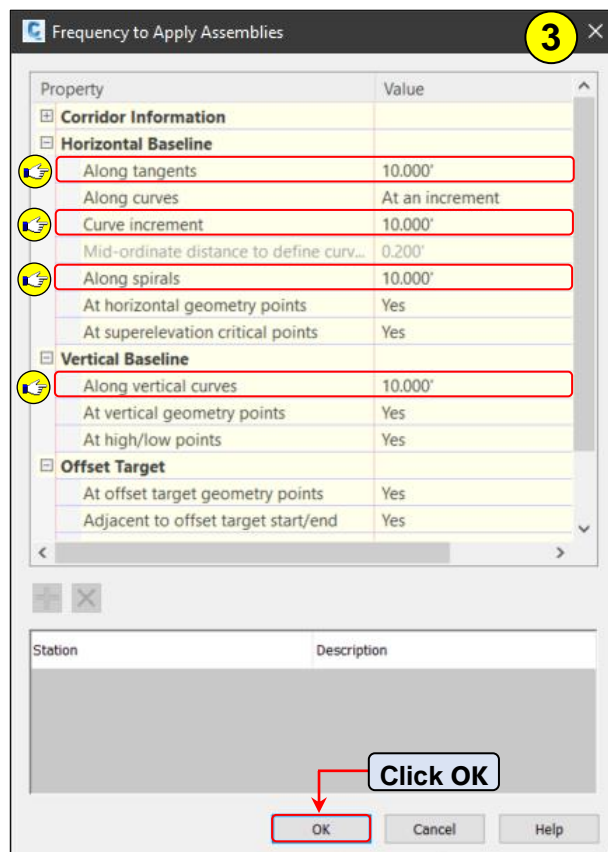 Frequency to Apply Assemblies
3
Property Value
Corridor Information
Horizontal Baseline
Along tangents 10.000'
Along curves At an increment
Curve increment 10.000'
Mid-ordinate distance to define curv... 0.200'
Along spirals 10.000'
At horizontal geometry points Yes
At superelevation critical points Yes
Vertical Baseline
Along vertical curves 10.000'
At vertical geometry points Yes
At high/low points Yes
Offset Target
At offset target geometry points Yes
Adjacent to offset target start/end Yes
Station Description
Click OK
OK Cancel Help